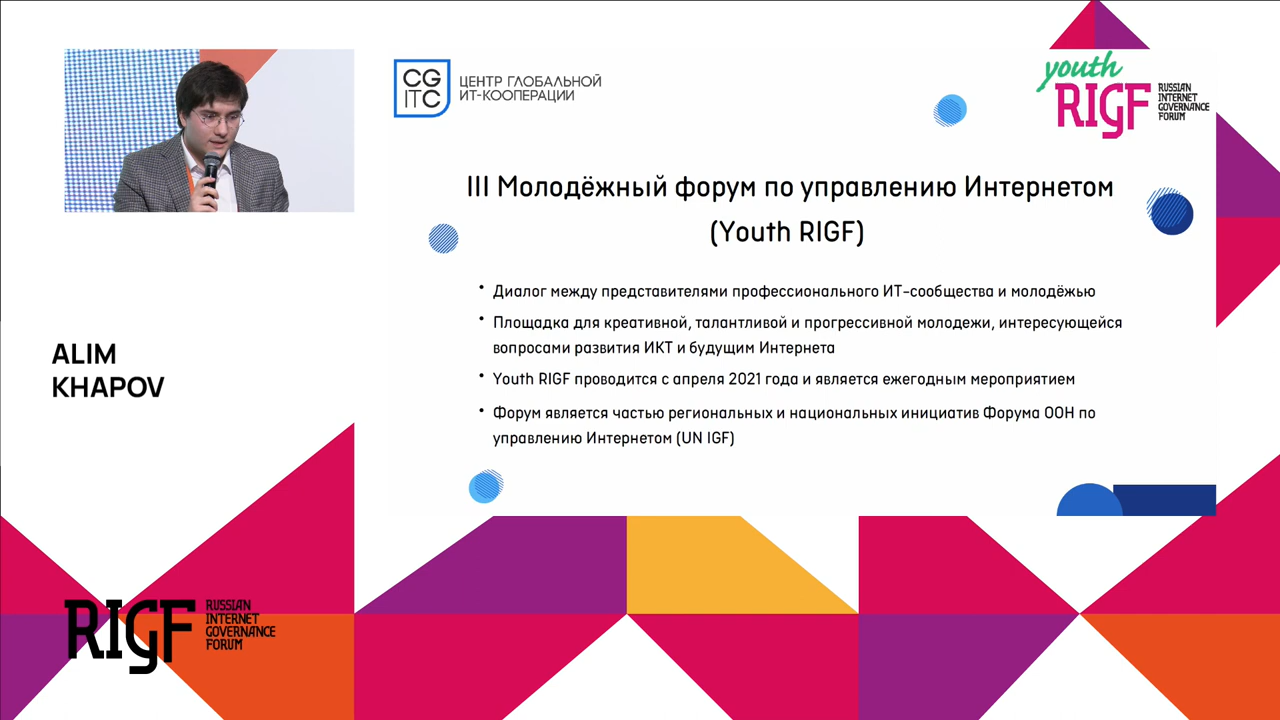 CG
ITC
ЦЕНТР ГЛОБАЛЬНОЙ
ИТ-КООПЕРАЦИИ
youth
RIGF
RUSSIAN
INTERNET
GOVERNANCE
FORUM
III Молодёжный форум по управлению Интернетом
(Youth RIGF)
• Диалог между представителями профессионального ИТ-сообщества и молодёжью
• Площадка для креативной, талантливой и прогрессивной молодежи, интересующейся
вопросами развития ИКТ и будущим Интернета
• Youth RIGF проводится с апреля 2021 года и является ежегодным мероприятием
• Форум является частью региональных и национальных инициатив Форума ООН по
управлению Интернетом (UN IGF)
ALIM
KHAPOV
RIGF
RUSSIAN
INTERNET
GOVERNANCE
FORUM